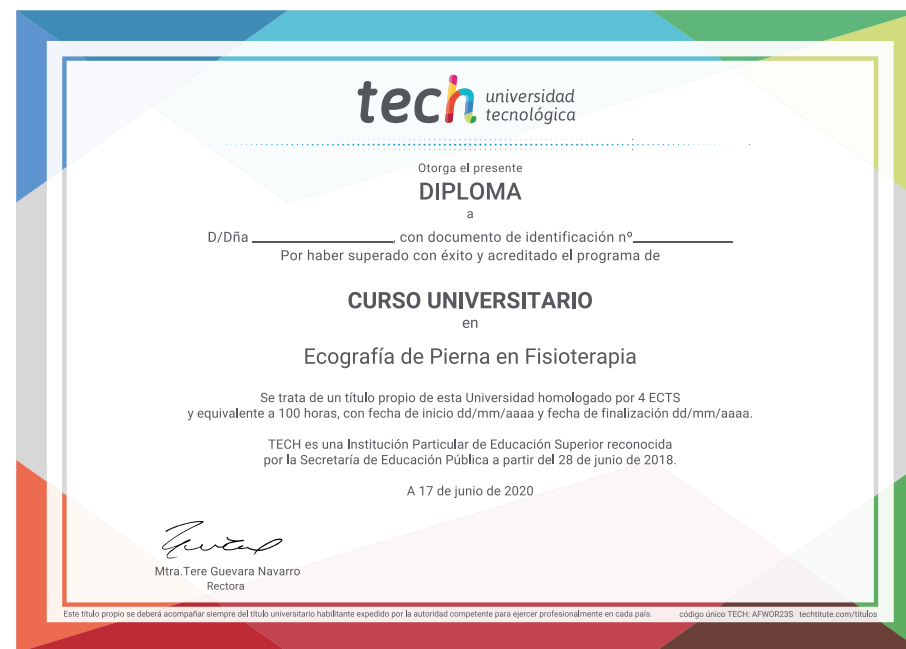 tech universidad
tecnológica
Otorga el presente
DIPLOMA
a
D/Dña ____________________, con documento de identificación nº______________
Por haber superado con éxito y acreditado el programa de
CURSO UNIVERSITARIO
en
Ecografía de Pierna en Fisioterapia
Se trata de un título propio de esta Universidad homologado por 4 ECTS
y equivalente a 100 horas, con fecha de inicio dd/mm/aaaa y fecha de finalización dd/mm/aaaa.
TECH es una Institución Particular de Educación Superior reconocida
por la Secretaría de Educación Pública a partir del 28 de junio de 2018.
A 17 de junio de 2020
Mtra.Tere Guevara Navarro
Rectora
Este título propio se deberá acompañar siempre del título universitario habilitante expedido por la autoridad competente para ejercer profesionalmente en cada país. código único TECH: AFWOR23S techtitute.com/titulos